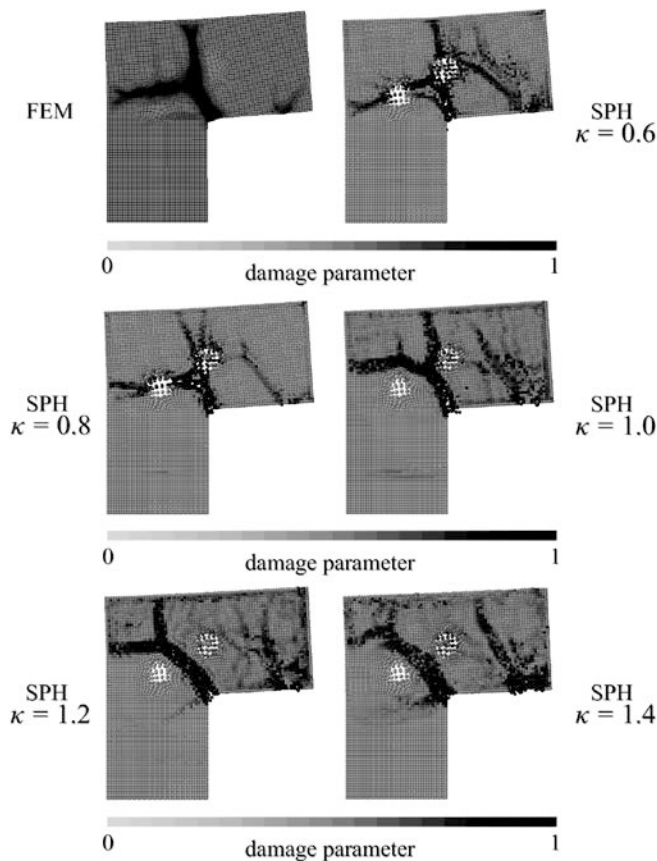 FEM
SPH
κ = 0.6
0 1
damage parameter
SPH
κ = 0.8
SPH
κ = 1.0
0 1
damage parameter
SPH
κ = 1.2
SPH
κ = 1.4
0 1
damage parameter